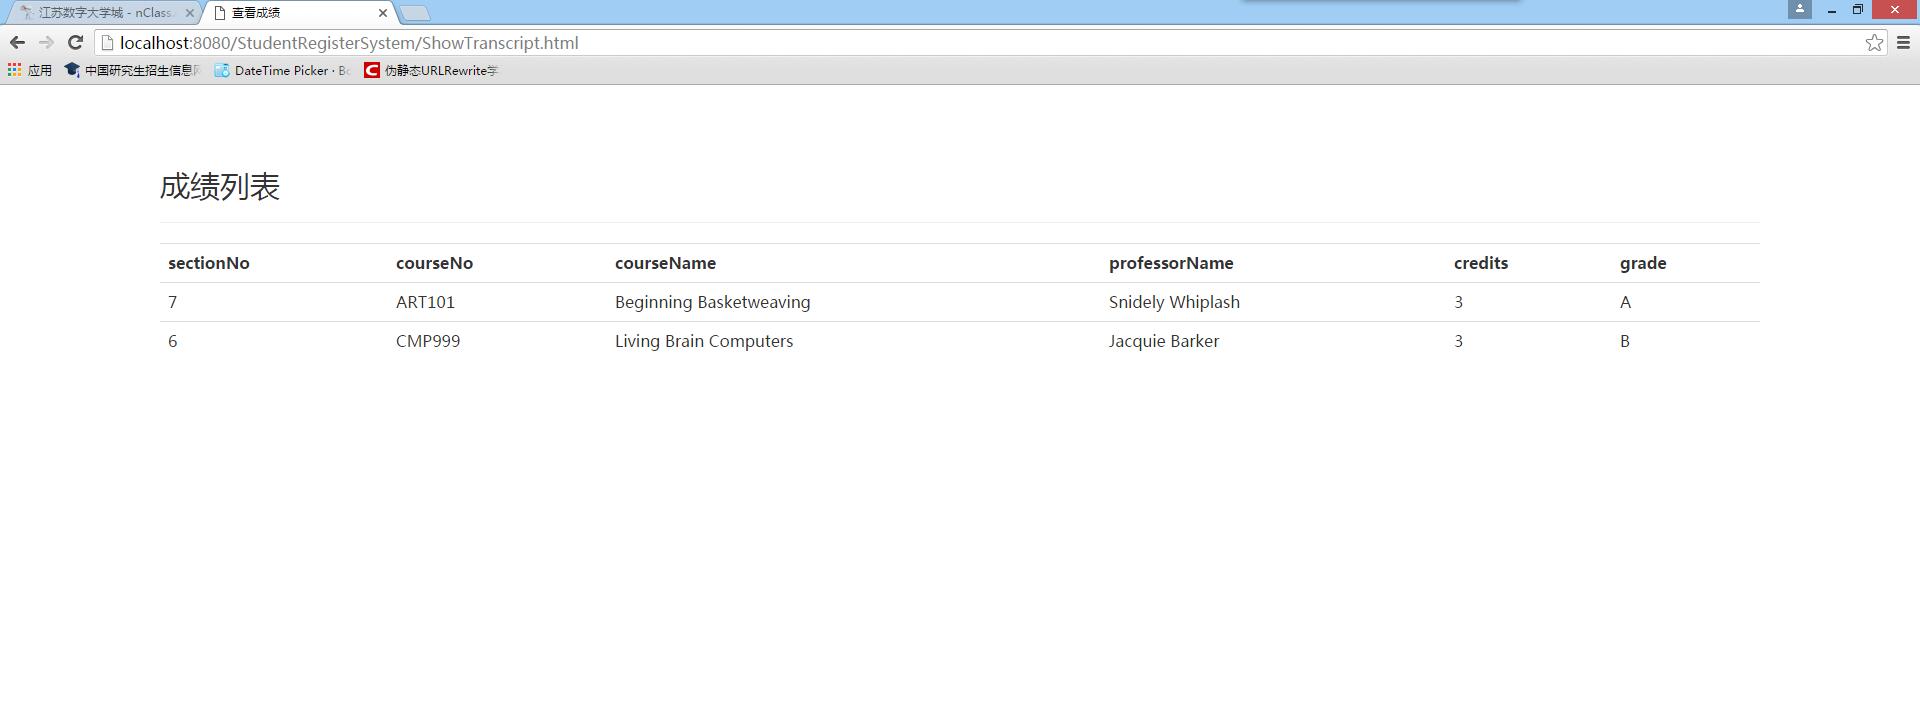 江苏数字大学城 - nClass
查看成绩
localhost:8080/StudentRegisterSystem/ShowTranscript.html
应用 中国研究生招生信息 DateTime Picker · 伪静态URLRewrite学
成绩列表
sectionNo courseNo courseName professorName credits grade
7 ART101 Beginning Basketweaving Snidely Whiplash 3 A
6 CMP999 Living Brain Computers Jacquie Barker 3 B